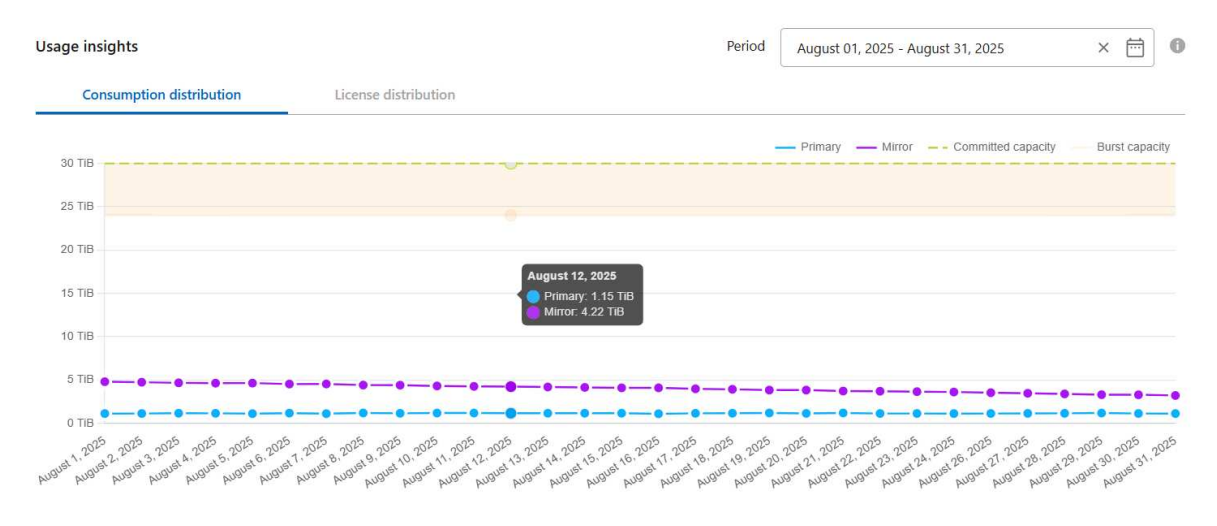 Usage insights
Period
August 01, 2025 - August 31, 2025
Consumption distribution
License distribution
Primary
Mirror
Committed capacity
Burst capacity
30 TiB
25 TiB
20 TiB
15 TiB
10 TiB
5 TiB
0 TiB
August 12, 2025
Primary: 1.15 TiB
Mirror: 4.22 TiB
August 1, 2025
August 2, 2025
August 3, 2025
August 4, 2025
August 5, 2025
August 6, 2025
August 7, 2025
August 8, 2025
August 9, 2025
August 10, 2025
August 11, 2025
August 12, 2025
August 13, 2025
August 14, 2025
August 15, 2025
August 16, 2025
August 17, 2025
August 18, 2025
August 19, 2025
August 20, 2025
August 21, 2025
August 22, 2025
August 23, 2025
August 24, 2025
August 26, 2025
August 27, 2025
August 28, 2025
August 29, 2025
August 30, 2025
August 31, 2025